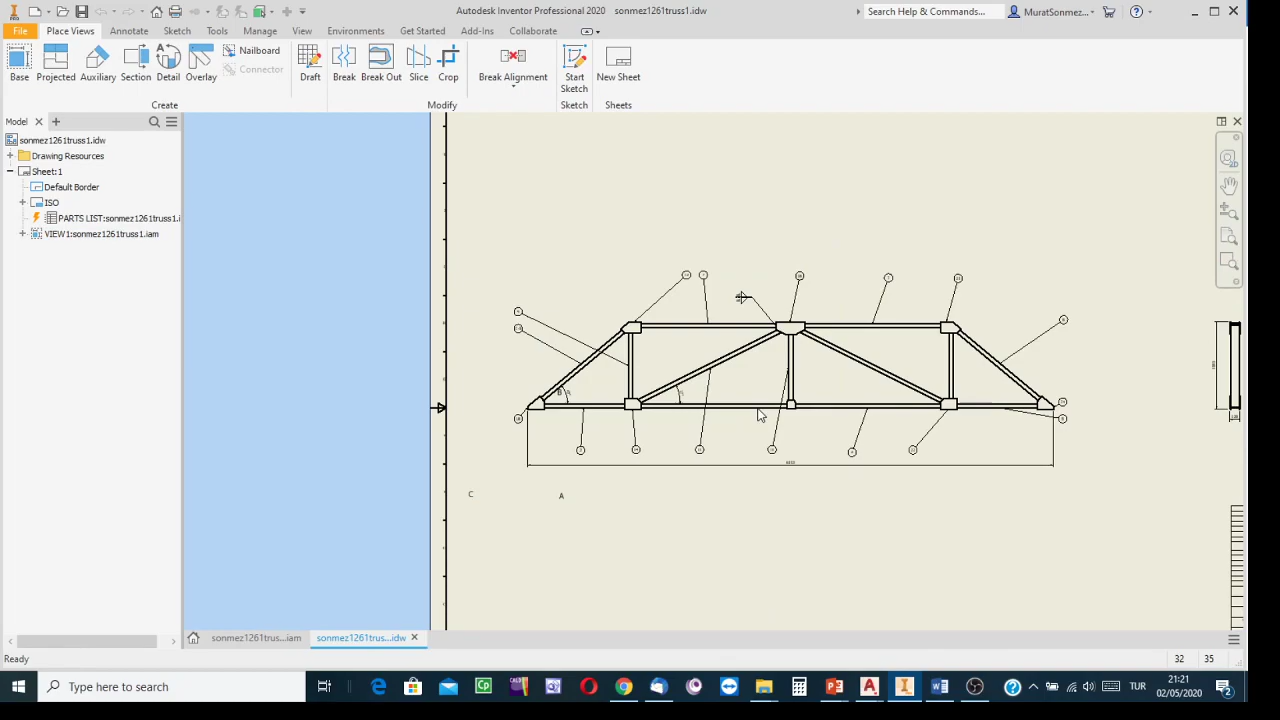 Autodesk Inventor Professional 2020 sonmez1261truss1.idw
Search Help & Commands...
MuratSonmez...
File Place Views Annotate Sketch Tools Manage View Environments Get Started Add-Ins Collaborate
Base Projected Auxiliary Section Detail Overlay
Nailboard
Connector
Draft Break Break Out Slice Crop Break Alignment
Start Sketch
New Sheet
Create Modify Sketch Sheets
Model
sonmez1261truss1.idw
Drawing Resources
Sheet:1
Default Border
ISO
PARTS LIST:sonmez1261truss1.i
VIEW1:sonmez1261truss1.iam
B
C A
sonmez1261trus...iam sonmez1261trus...idw
Ready 32 35
Type here to search
TUR
21:21
02/05/2020
2